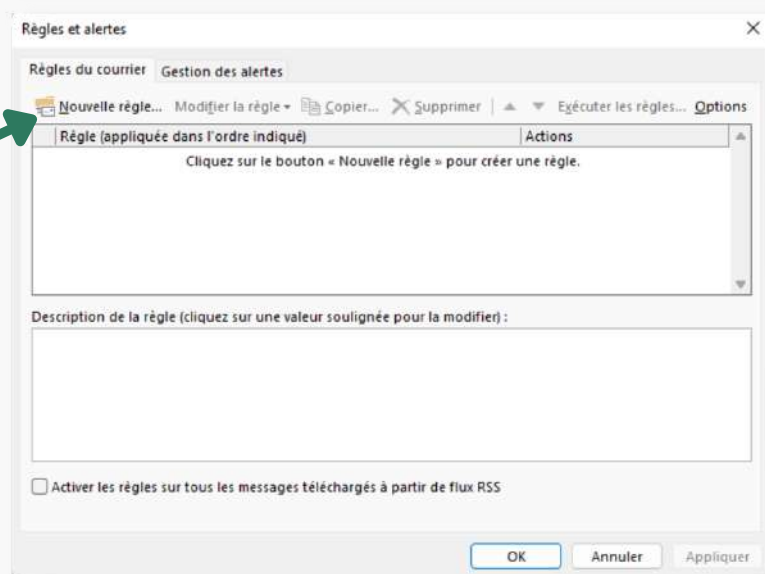 Règles et alertes
Règles du courrier Gestion des alertes
Nouvelle règle... Modifier la règle Copier... Supprimer Exécuter les règles... Options
Règle (appliquée dans l'ordre indiqué) Actions
Cliquez sur le bouton « Nouvelle règle » pour créer une règle.
Description de la règle (cliquez sur une valeur soulignée pour la modifier) :
Activer les règles sur tous les messages téléchargés à partir de flux RSS
OK Annuler Appliquer